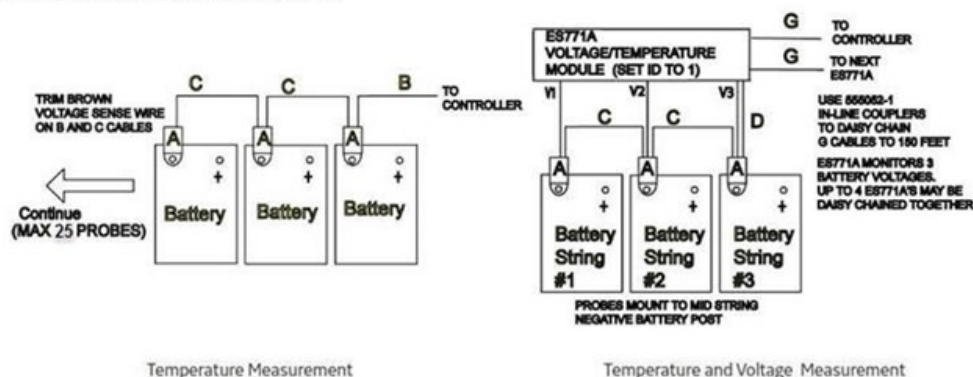 TRIM BROWN
VOLTAGE SENSE WIRE
ON B AND C CABLES
C
C
B
TO
CONTROLLER
A
A
A
+
+
+
Battery
Battery
Battery
Continue
(MAX 25 PROBES)
Temperature Measurement
ES771A
VOLTAGE/TEMPERATURE
MODULE (SET ID TO 1)
G
TO
CONTROLLER
G
TO NEXT
ES771A
V1
V2
V3
C
C
D
USE 555052-1
IN-LINE COUPLERS
TO DAISY CHAIN
G CABLES TO 150 FEET
ES771A MONITORS 3
BATTERY VOLTAGES.
UP TO 4 ES771A'S MAY BE
DAISY CHAINED TOGETHER
A
A
A
+
+
+
Battery
String
#1
Battery
String
#2
Battery
String
#3
PROBES MOUNT TO MID STRING
NEGATIVE BATTERY POST
Temperature and Voltage Measurement